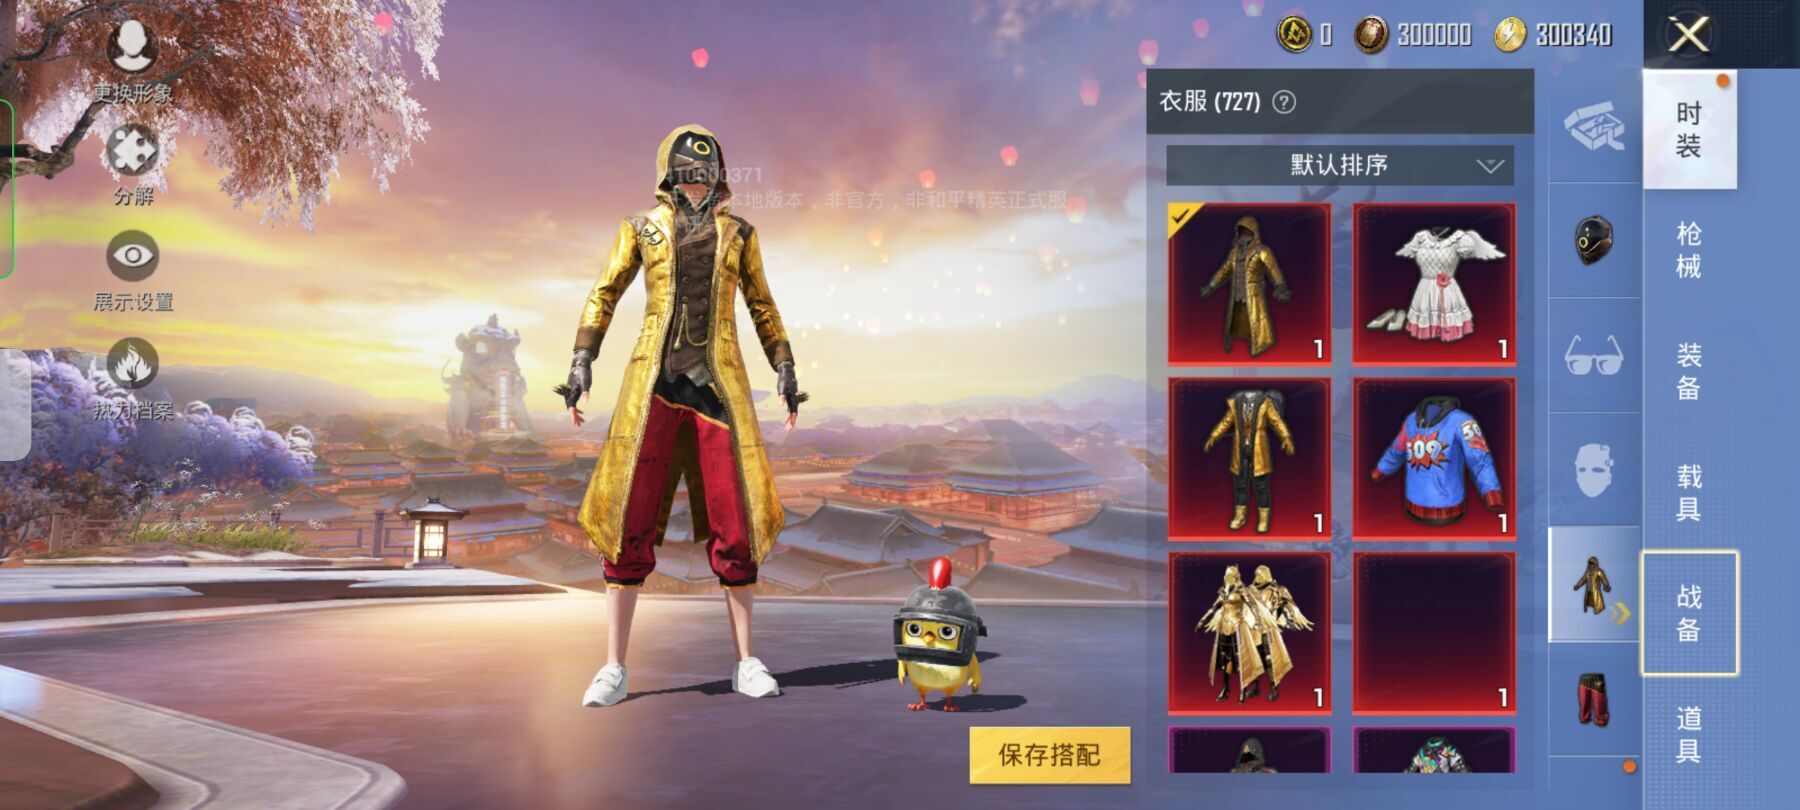 更换形象
分解
展示设置
热力档案
0
300000
300340
衣服 (727)
默认排序
1
1
1
1
1
1
509
保存搭配
时装
枪械
装备
载具
战备
道具
本地版本，非官方，非和平精英正式服